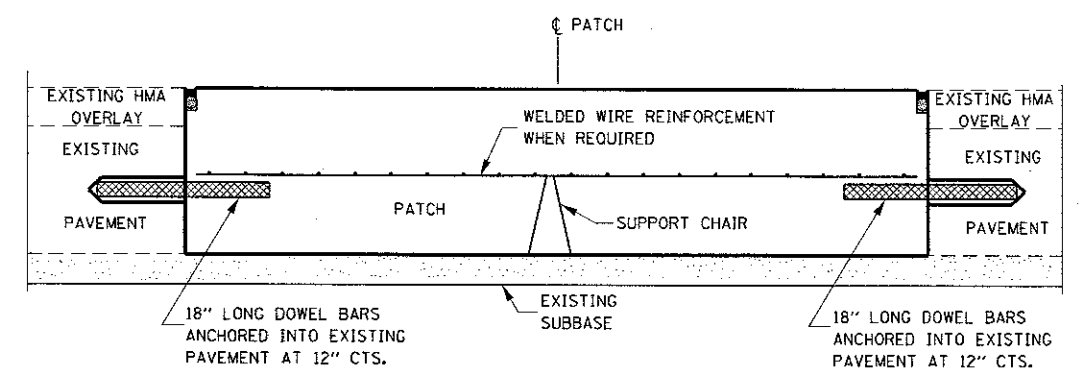 ℄ PATCH
EXISTING HMA
OVERLAY
EXISTING
PAVEMENT
WELDED WIRE REINFORCEMENT
WHEN REQUIRED
PATCH
SUPPORT CHAIR
EXISTING HMA
OVERLAY
EXISTING
PAVEMENT
18" LONG DOWEL BARS
ANCHORED INTO EXISTING
PAVEMENT AT 12" CTS.
EXISTING
SUBBASE
18" LONG DOWEL BARS
ANCHORED INTO EXISTING
PAVEMENT AT 12" CTS.